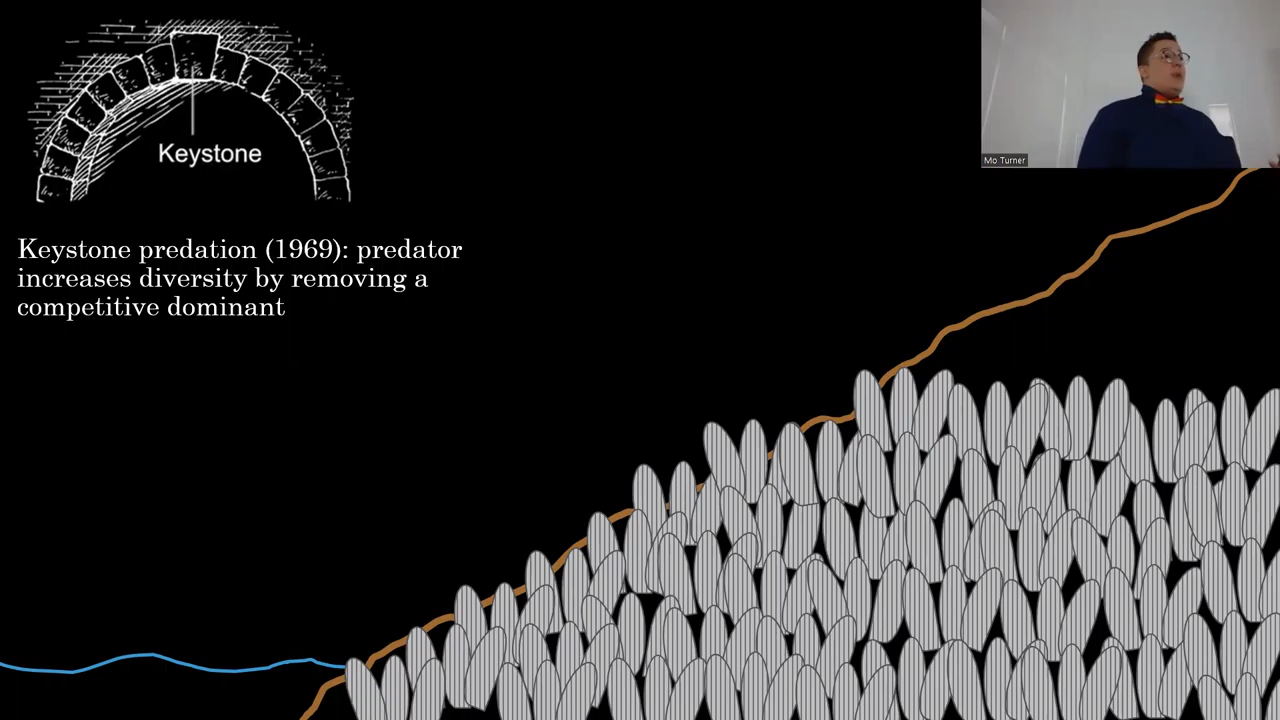 Keystone
Mo Turner
Keystone predation (1969): predator
increases diversity by removing a
competitive dominant